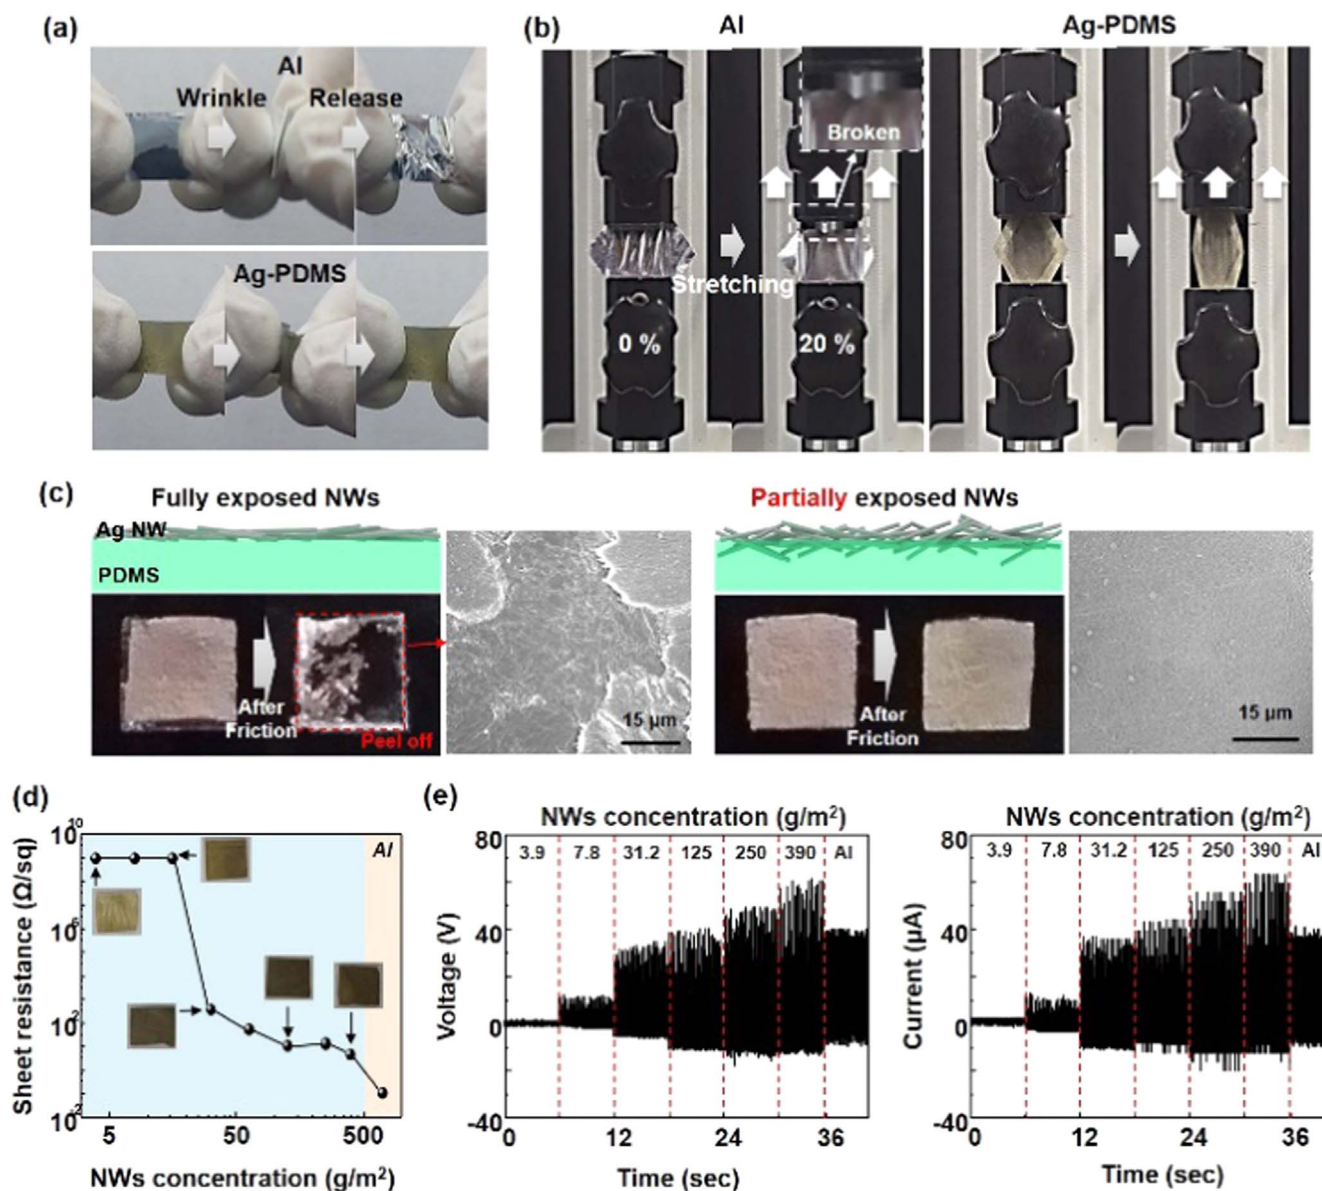 (a)
Al
Wrinkle
Release
Ag-PDMS
(b)
Al
Ag-PDMS
Broken
Stretching
0 %
20 %
(c)
Fully exposed NWs
Ag NW
PDMS
After
Friction
Peel off
15 µm
Partially exposed NWs
After
Friction
15 µm
(d)
Sheet resistance (Ω/sq)
10¹⁰
10²
Al
5
50
500
NWs concentration (g/m²)
(e)
NWs concentration (g/m²)
80
40
0
-40
3.9
7.8
31.2
125
250
390
Al
Voltage (V)
0
12
24
36
Time (sec)
NWs concentration (g/m²)
80
40
0
-40
3.9
7.8
31.2
125
250
390
Al
Current (µA)
0
12
24
36
Time (sec)